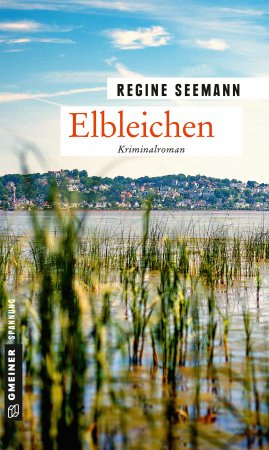 REGINE SEEMANN
Elbleichen
Kriminalroman
GMEINER SPANNUNG